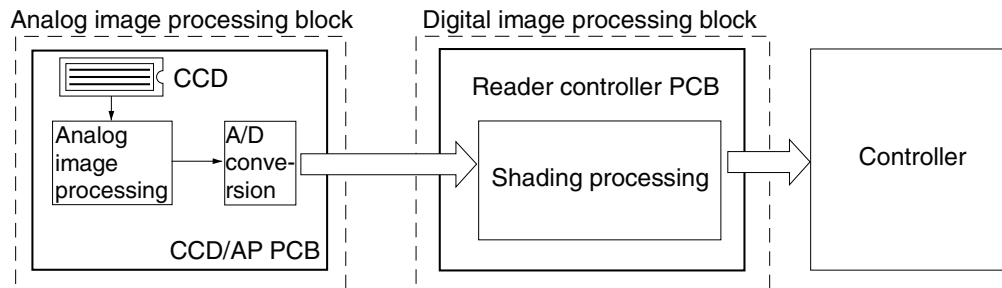 Analog image processing block
CCD
Analog
image
processing
A/D
conve-
rsion
CCD/AP PCB
Digital image processing block
Reader controller PCB
Shading processing
Controller